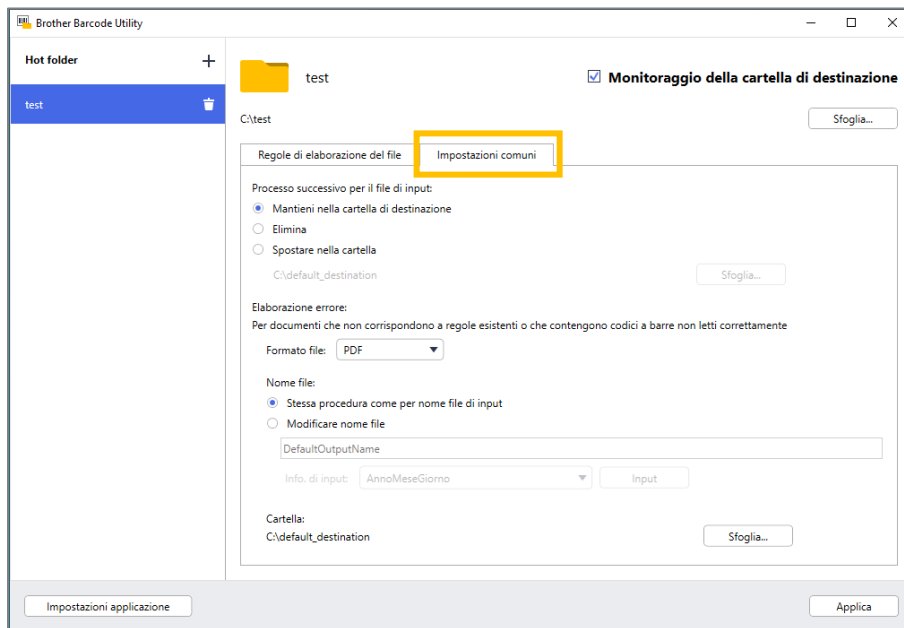 Brother Barcode Utility
Hot folder
test
test
Monitoraggio della cartella di destinazione
C:\test
Sfoglia...
Regole di elaborazione del file
Impostazioni comuni
Processo successivo per il file di input:
Mantieni nella cartella di destinazione
Elimina
Spostare nella cartella
C:\default_destination
Sfoglia...
Elaborazione errore:
Per documenti che non corrispondono a regole esistenti o che contengono codici a barre non letti correttamente
Formato file:
PDF
Nome file:
Stessa procedura come per nome file di input
Modificare nome file
DefaultOutputName
Info. di input:
AnnoMeseGiorno
Input
Cartella:
C:\default_destination
Sfoglia...
Impostazioni applicazione
Applica